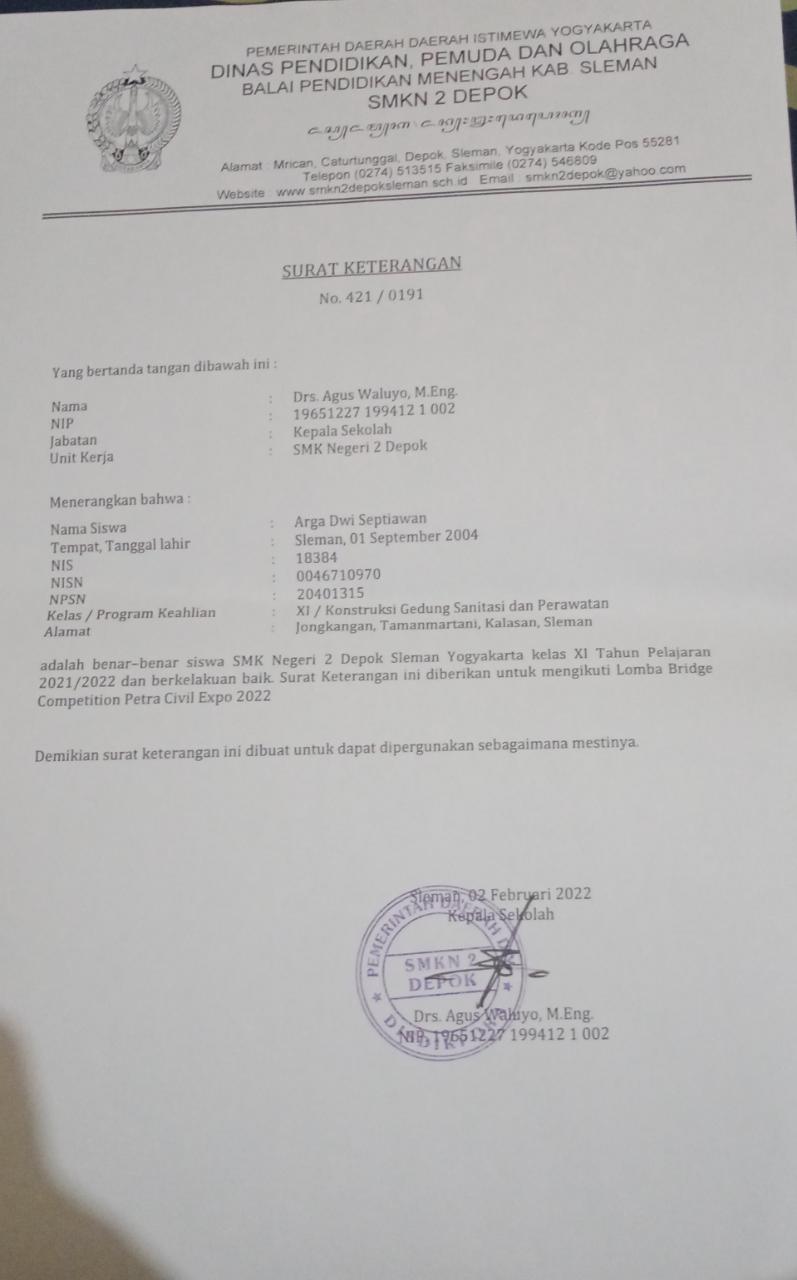 PEMERINTAH DAERAH DAERAH ISTIMEWA YOGYAKARTA
DINAS PENDIDIKAN, PEMUDA DAN OLAHRAGA
BALAI PENDIDIKAN MENENGAH KAB. SLEMAN
SMKN 2 DEPOK
Alamat : Mrican, Caturtunggal, Depok, Sleman, Yogyakarta Kode Pos 55281
Telepon (0274) 513515 Faksimile (0274) 546809
Website : www.smkn2depoksleman.sch.id Email : smkn2depok@yahoo.com
SURAT KETERANGAN
No. 421 / 0191
Yang bertanda tangan dibawah ini :
Nama : Drs. Agus Waluyo, M.Eng.
NIP : 19651227 199412 1 002
Jabatan : Kepala Sekolah
Unit Kerja : SMK Negeri 2 Depok
Menerangkan bahwa :
Nama Siswa : Arga Dwi Septiawan
Tempat, Tanggal lahir : Sleman, 01 September 2004
NIS : 18384
NISN : 0046710970
NPSN : 20401315
Kelas / Program Keahlian : XI / Konstruksi Gedung Sanitasi dan Perawatan
Alamat : Jongkangan, Tamanmartani, Kalasan, Sleman
adalah benar–benar siswa SMK Negeri 2 Depok Sleman Yogyakarta kelas XI Tahun Pelajaran
2021/2022 dan berkelakuan baik. Surat Keterangan ini diberikan untuk mengikuti Lomba Bridge
Competition Petra Civil Expo 2022
Demikian surat keterangan ini dibuat untuk dapat dipergunakan sebagaimana mestinya.
Sleman, 02 Februari 2022
Kepala Sekolah
PEMERINTAH DAERAH
SMKN 2
DEPOK
Drs. Agus Waluyo, M.Eng.
NIP. 19651227 199412 1 002